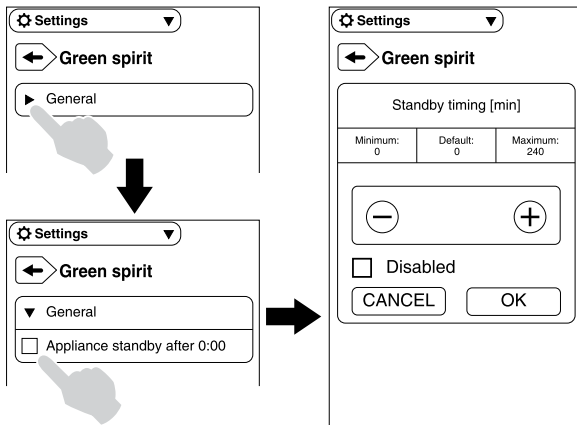 Settings
Green spirit
General
Settings
Green spirit
General
Appliance standby after 0:00
Settings
Green spirit
Standby timing [min]
Minimum: Default: Maximum:
0 0 240
Disabled
CANCEL OK